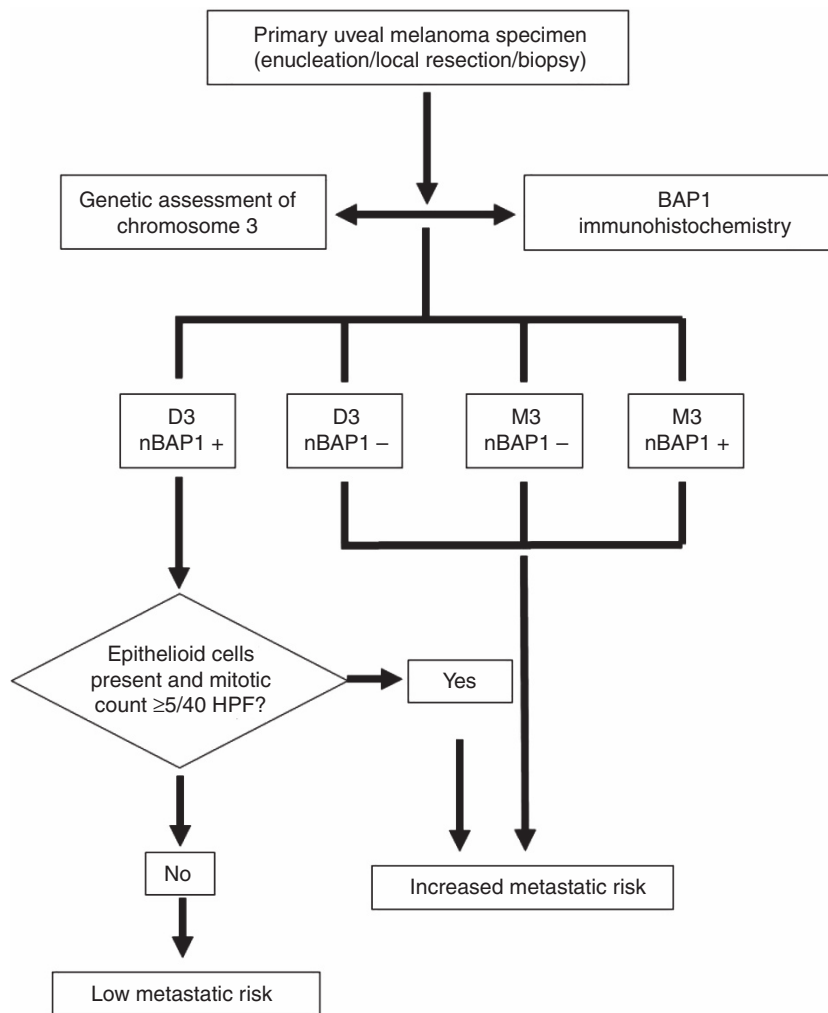 Primary uveal melanoma specimen
(enucleation/local resection/biopsy)
Genetic assessment of
chromosome 3
BAP1
immunohistochemistry
D3
nBAP1 +
D3
nBAP1 –
M3
nBAP1 –
M3
nBAP1 +
Epithelioid cells
present and mitotic
count ≥5/40 HPF?
Yes
No
Increased metastatic risk
Low metastatic risk